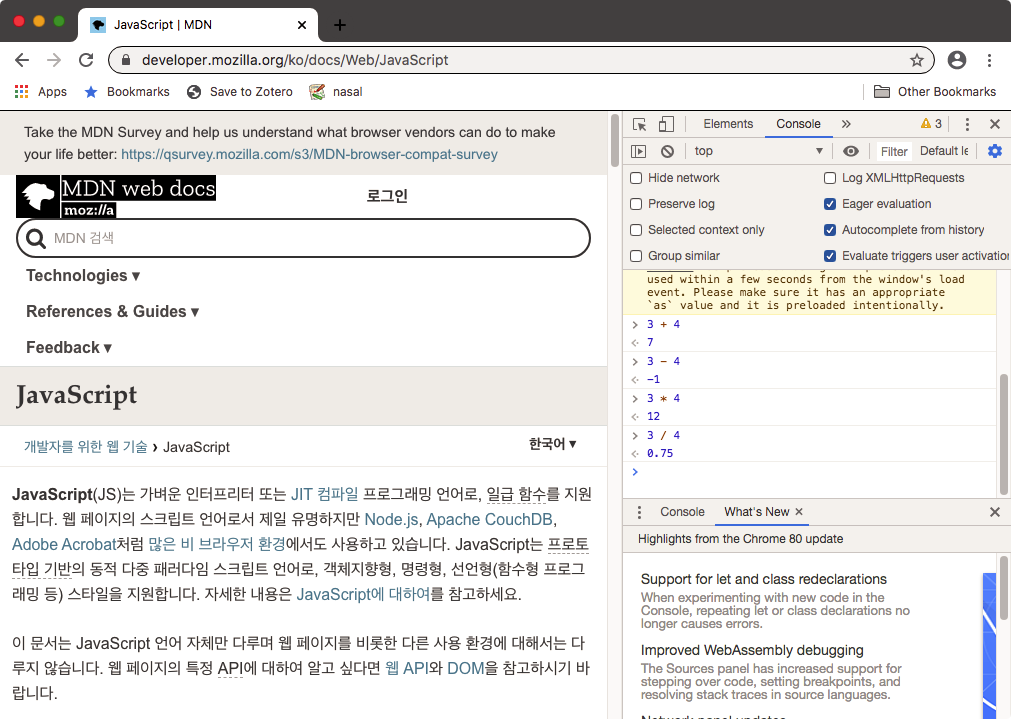 JavaScript | MDN
developer.mozilla.org/ko/docs/Web/JavaScript
Apps Bookmarks Save to Zotero nasal Other Bookmarks
Take the MDN Survey and help us understand what browser vendors can do to make
your life better: https://qsurvey.mozilla.com/s3/MDN-browser-compat-survey
MDN web docs
moz://a
로그인
MDN 검색
Technologies ▾
References & Guides ▾
Feedback ▾
JavaScript
개발자를 위한 웹 기술 › JavaScript
한국어 ▾
JavaScript(JS)는 가벼운 인터프리터 또는 JIT 컴파일 프로그래밍 언어로, 일급 함수를 지원
합니다. 웹 페이지의 스크립트 언어로서 제일 유명하지만 Node.js, Apache CouchDB,
Adobe Acrobat처럼 많은 비 브라우저 환경에서도 사용하고 있습니다. JavaScript는 프로토
타입 기반의 동적 다중 패러다임 스크립트 언어로, 객체지향형, 명령형, 선언형(함수형 프로그
래밍 등) 스타일을 지원합니다. 자세한 내용은 JavaScript에 대하여를 참고하세요.
이 문서는 JavaScript 언어 자체만 다루며 웹 페이지를 비롯한 다른 사용 환경에 대해서는 다
루지 않습니다. 웹 페이지의 특정 API에 대하여 알고 싶다면 웹 API와 DOM을 참고하시기 바
랍니다.
Elements Console » 3
top Filter Default le
Hide network Log XMLHttpRequests
Preserve log Eager evaluation
Selected context only Autocomplete from history
Group similar Evaluate triggers user activation
used within a few seconds from the window's load
event. Please make sure it has an appropriate
`as` value and it is preloaded intentionally.
> 3 + 4
7
> 3 - 4
-1
> 3 * 4
12
> 3 / 4
0.75
>
Console What's New ×
Highlights from the Chrome 80 update
Support for let and class redeclarations
When experimenting with new code in the
Console, repeating let or class declarations no
longer causes errors.
Improved WebAssembly debugging
The Sources panel has increased support for
stepping over code, setting breakpoints, and
resolving stack traces in source languages.
Network panel updates